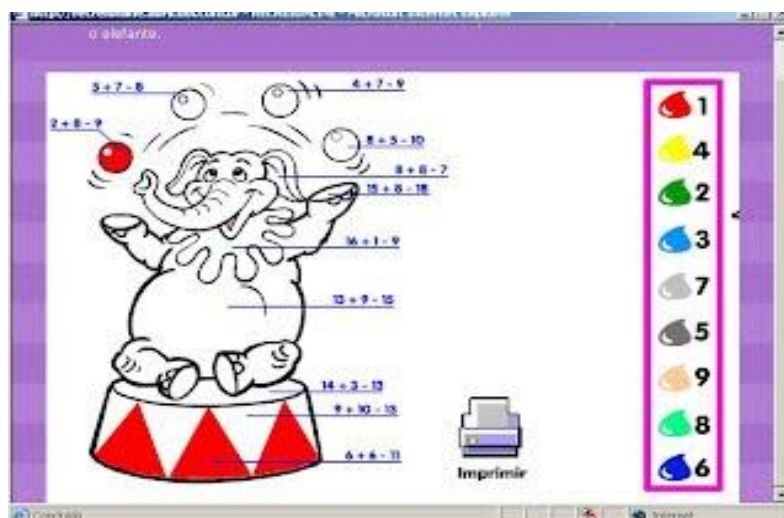 o elefante.
5 + 7 - 8
4 + 7 - 9
2 + 8 - 9
8 + 5 - 10
8 + 8 - 7
15 + 8 - 18
16 + 1 - 9
13 + 9 - 15
14 + 3 - 13
9 + 10 - 13
6 + 6 - 11
1
4
2
3
7
5
9
8
6
Imprimir
Concluído
Internet